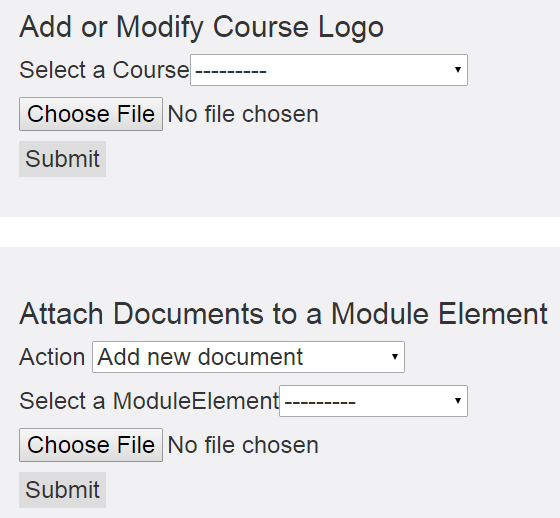 Add or Modify Course Logo
Select a Course ---------
Choose File No file chosen
Submit
Attach Documents to a Module Element
Action Add new document
Select a ModuleElement ---------
Choose File No file chosen
Submit